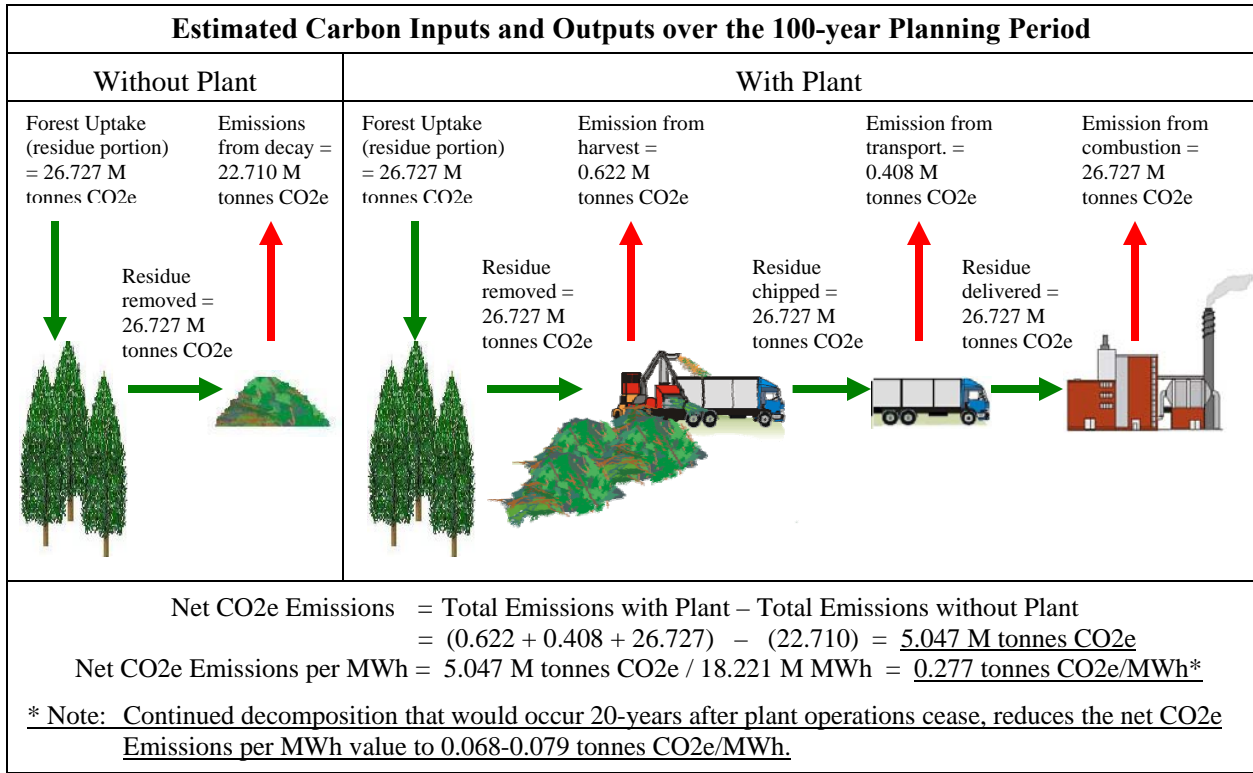 Estimated Carbon Inputs and Outputs over the 100-year Planning Period
Without Plant
With Plant
Forest Uptake
(residue portion)
= 26.727 M
tonnes CO2e
Emissions
from decay =
22.710 M
tonnes CO2e
Residue
removed =
26.727 M
tonnes CO2e
Forest Uptake
(residue portion)
= 26.727 M
tonnes CO2e
Emission from
harvest =
0.622 M
tonnes CO2e
Emission from
transport. =
0.408 M
tonnes CO2e
Emission from
combustion =
26.727 M
tonnes CO2e
Residue
removed =
26.727 M
tonnes CO2e
Residue
chipped =
26.727 M
tonnes CO2e
Residue
delivered =
26.727 M
tonnes CO2e
Net CO2e Emissions = Total Emissions with Plant – Total Emissions without Plant
= (0.622 + 0.408 + 26.727) – (22.710) = 5.047 M tonnes CO2e
Net CO2e Emissions per MWh = 5.047 M tonnes CO2e / 18.221 M MWh = 0.277 tonnes CO2e/MWh*
* Note: Continued decomposition that would occur 20-years after plant operations cease, reduces the net CO2e
Emissions per MWh value to 0.068-0.079 tonnes CO2e/MWh.